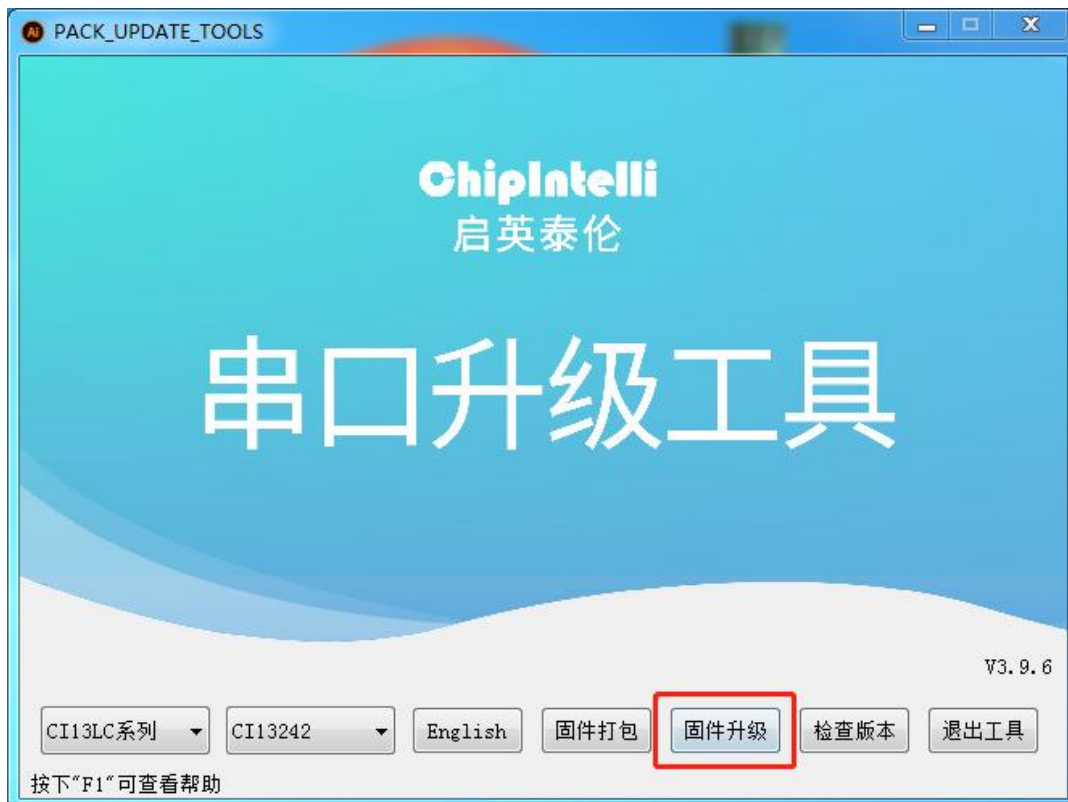 PACK_UPDATE_TOOLS
ChipIntelli
启英泰伦
串口升级工具
V3.9.6
CI13LC系列 CI13242 English 固件打包 固件升级 检查版本 退出工具
按下"F1"可查看帮助